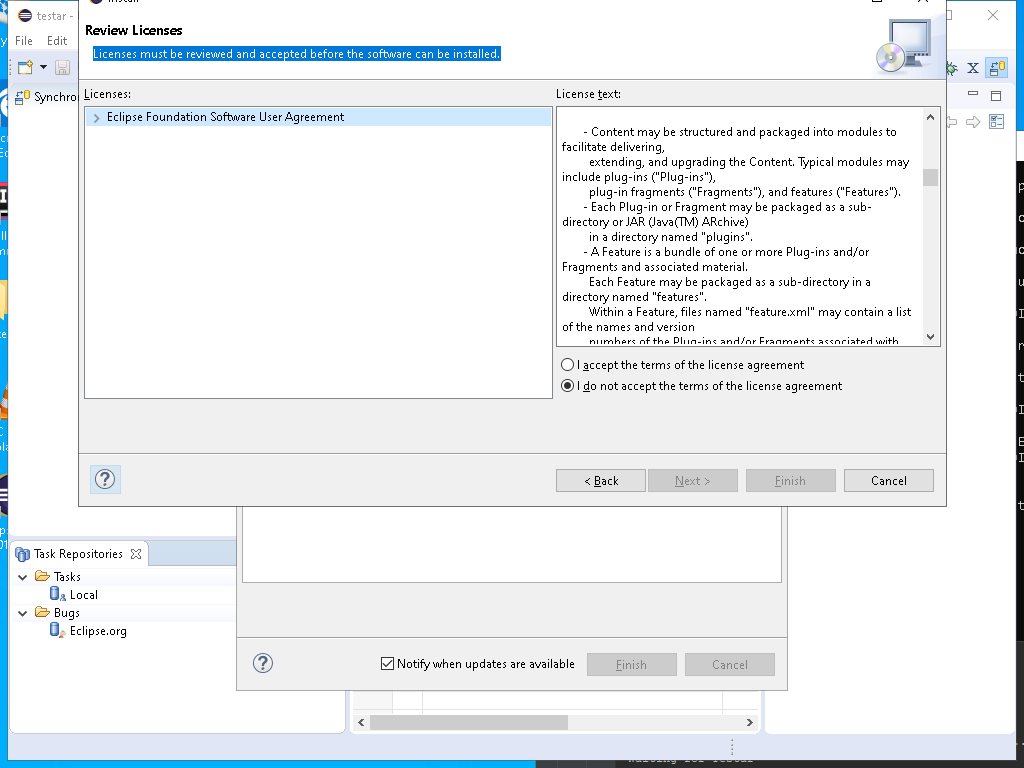 testar -
Install
File Edit
Review Licenses
Licenses must be reviewed and accepted before the software can be installed.
Synchro
Licenses:
License text:
Eclipse Foundation Software User Agreement
- Content may be structured and packaged into modules to
facilitate delivering,
extending, and upgrading the Content. Typical modules may
include plug-ins ("Plug-ins"),
plug-in fragments ("Fragments"), and features ("Features").
- Each Plug-in or Fragment may be packaged as a sub-
directory or JAR (Java(TM) ARchive)
in a directory named "plugins".
- A Feature is a bundle of one or more Plug-ins and/or
Fragments and associated material.
Each Feature may be packaged as a sub-directory in a
directory named "features".
Within a Feature, files named "feature.xml" may contain a list
of the names and version
numbers of the Plug-ins and/or Fragments associated with
I accept the terms of the license agreement
I do not accept the terms of the license agreement
?
< Back
Next >
Finish
Cancel
Task Repositories
Tasks
Local
Bugs
Eclipse.org
?
Notify when updates are available
Finish
Cancel